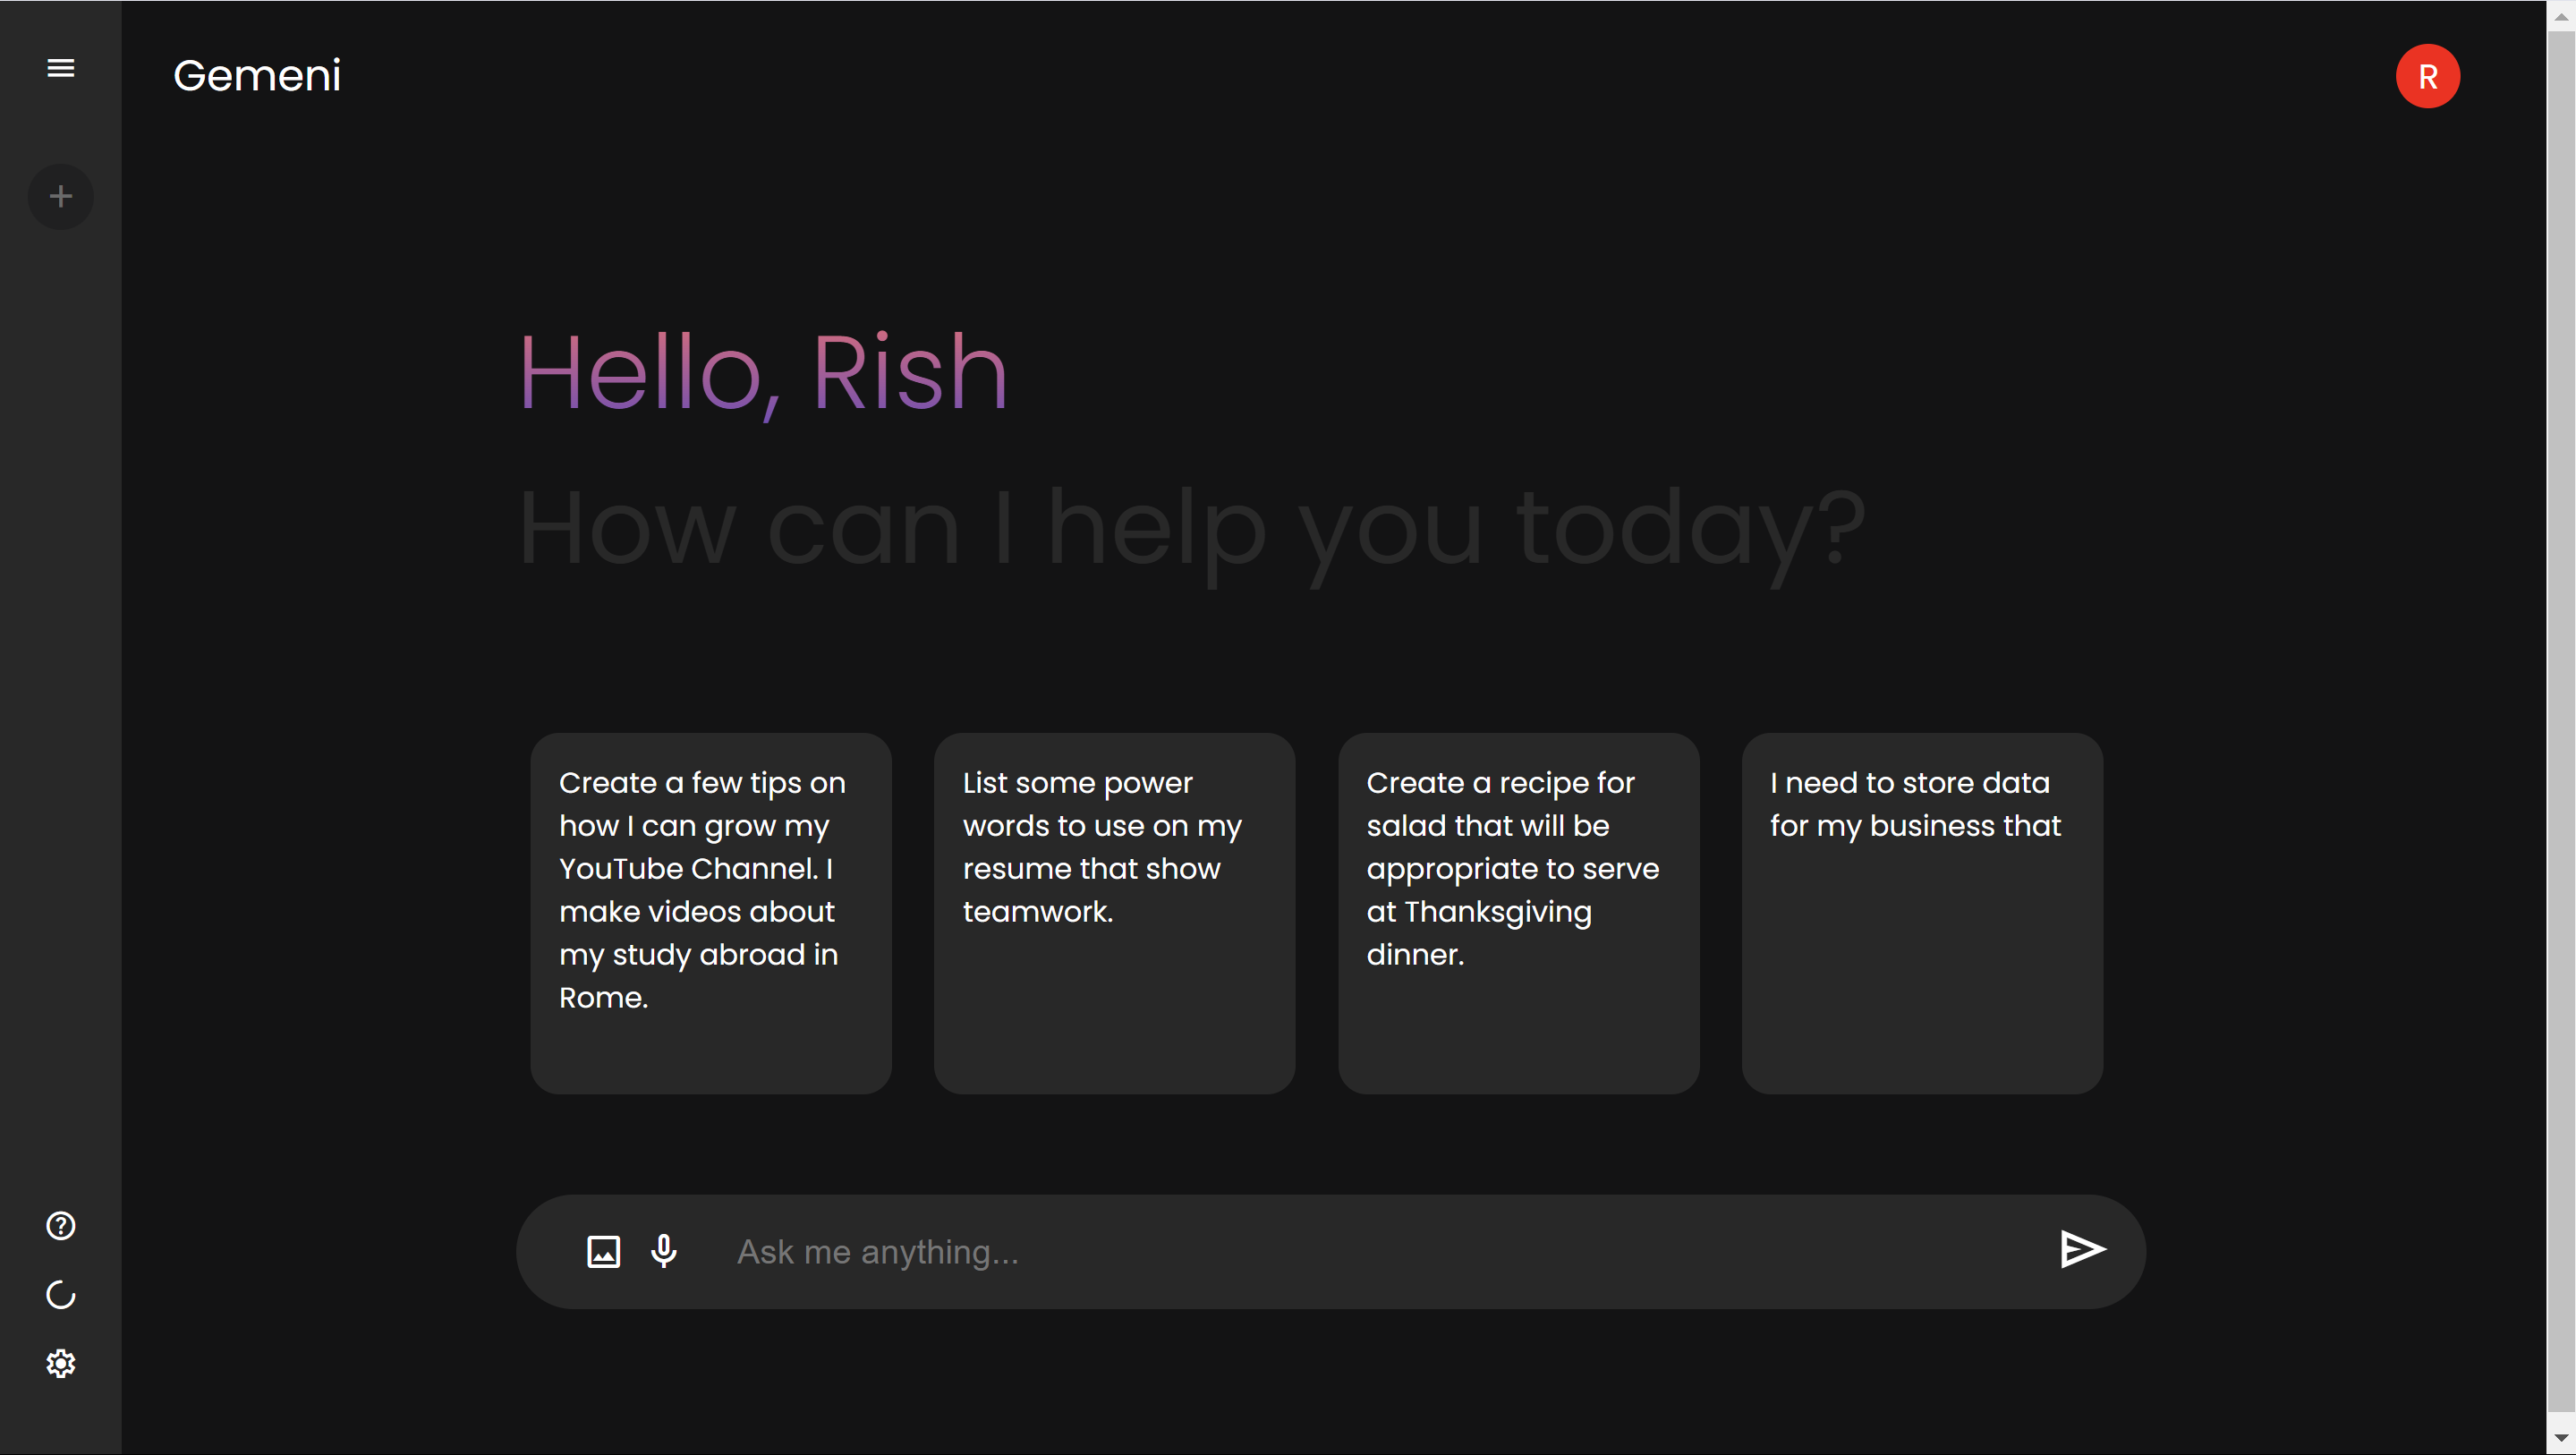 Gemeni
R
Hello, Rish
How can I help you today?
Create a few tips on
how I can grow my
YouTube Channel. I
make videos about
my study abroad in
Rome.
List some power
words to use on my
resume that show
teamwork.
Create a recipe for
salad that will be
appropriate to serve
at Thanksgiving
dinner.
I need to store data
for my business that
Ask me anything...